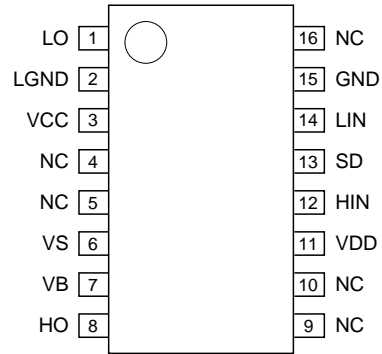 LO 1 16 NC
LGND 2 15 GND
VCC 3 14 LIN
NC 4 13 SD
NC 5 12 HIN
VS 6 11 VDD
VB 7 10 NC
HO 8 9 NC